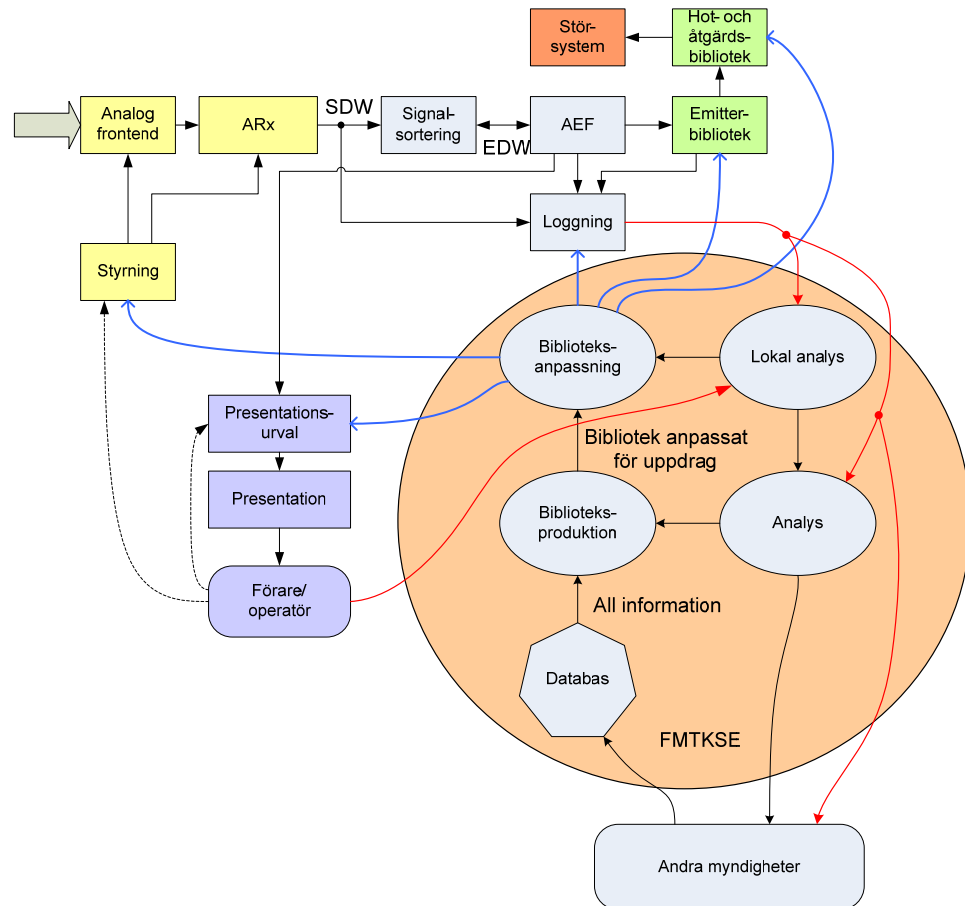 Stör-
system
Hot- och
åtgärds-
bibliotek
Analog
frontend
ARx
SDW
Signal-
sortering
EDW
AEF
Emitter-
bibliotek
Loggning
Styrning
Biblioteks-
anpassning
Lokal analys
Presentations-
urval
Bibliotek anpassat
för uppdrag
Presentation
Biblioteks-
produktion
Analys
Förare/
operatör
All information
Databas
FMTKSE
Andra myndigheter